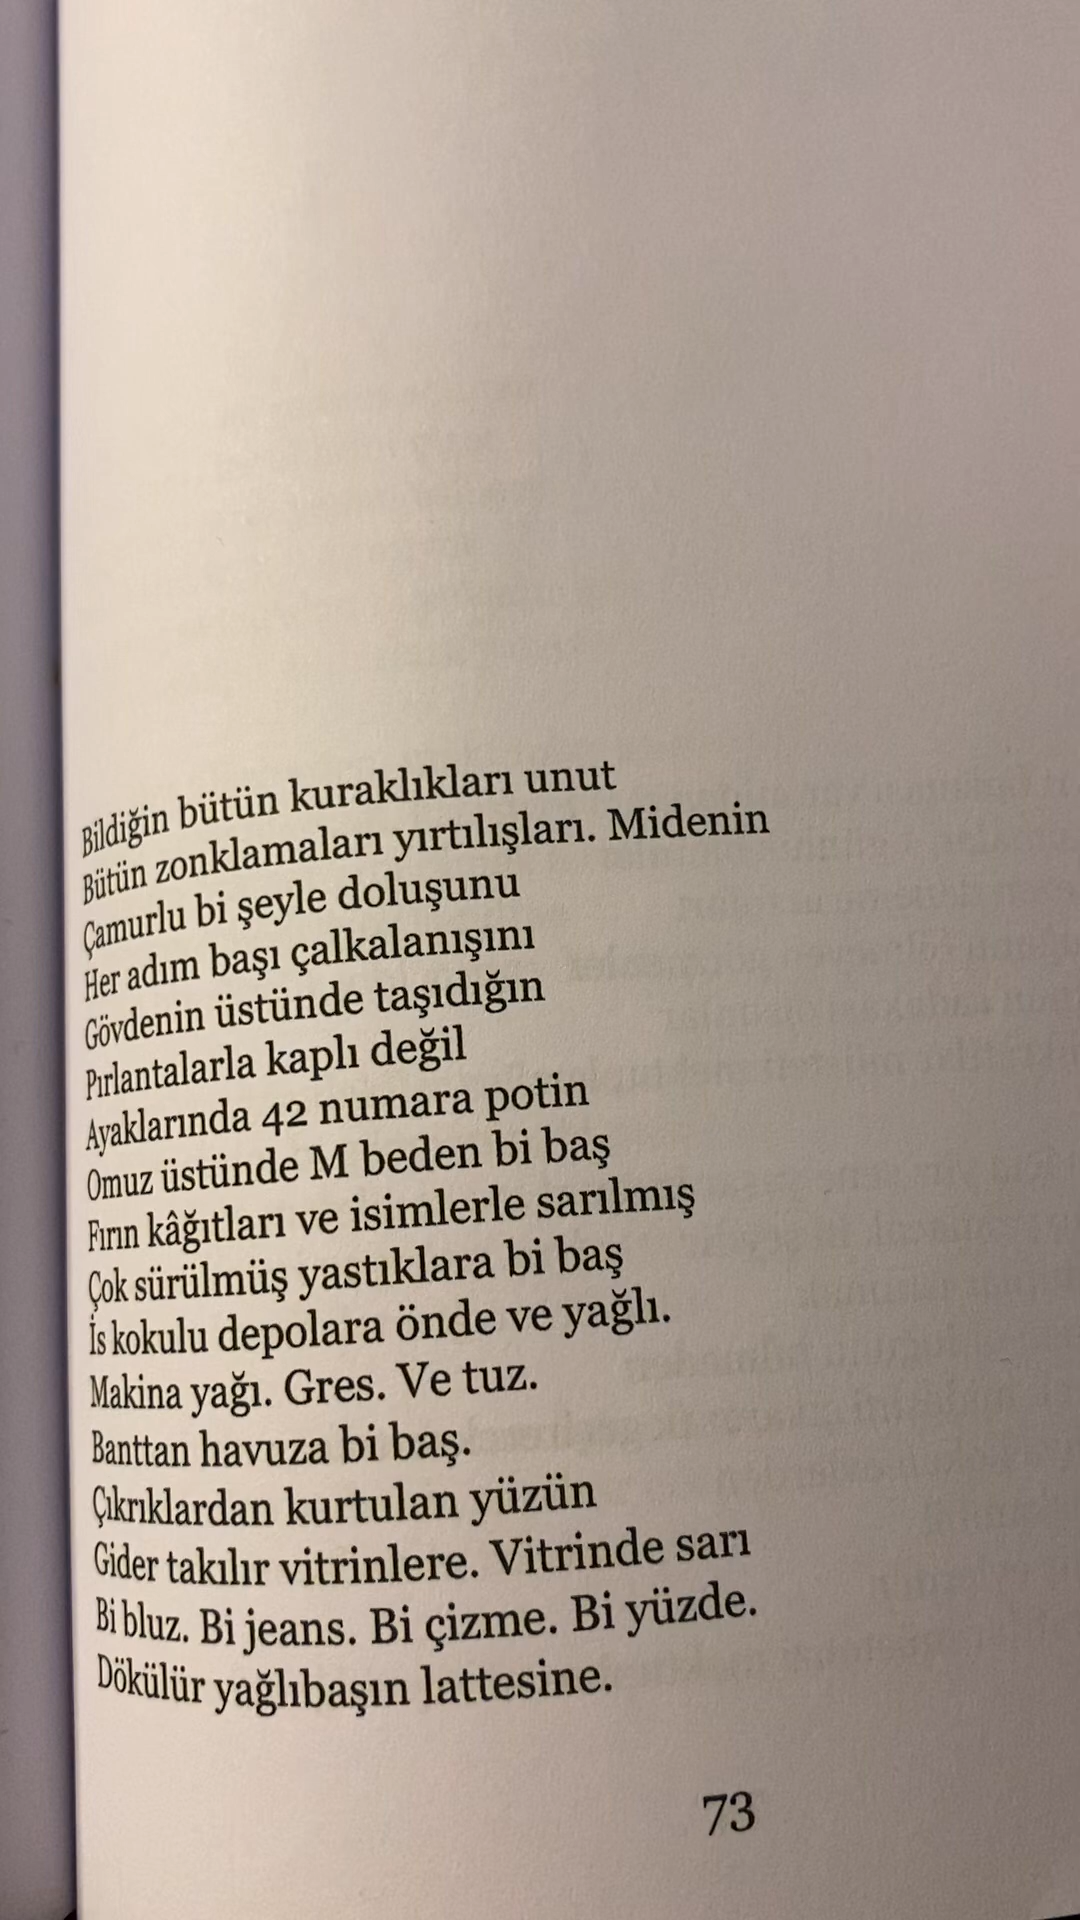 Bildiğin bütün kuraklıkları unut
Bütün zonklamaları yırtılışları. Midenin
Çamurlu bi şeyle doluşunu
Her adım başı çalkalanışını
Gövdenin üstünde taşıdığın
Pırlantalarla kaplı değil
Ayaklarında 42 numara potin
Omuz üstünde M beden bi baş
Fırın kâğıtları ve isimlerle sarılmış
Çok sürülmüş yastıklara bi baş
İs kokulu depolara önde ve yağlı.
Makina yağı. Gres. Ve tuz.
Banttan havuza bi baş.
Çıkrıklardan kurtulan yüzün
Gider takılır vitrinlere. Vitrinde sarı
Bi bluz. Bi jeans. Bi çizme. Bi yüzde.
Dökülür yağlıbaşın lattesine.
73